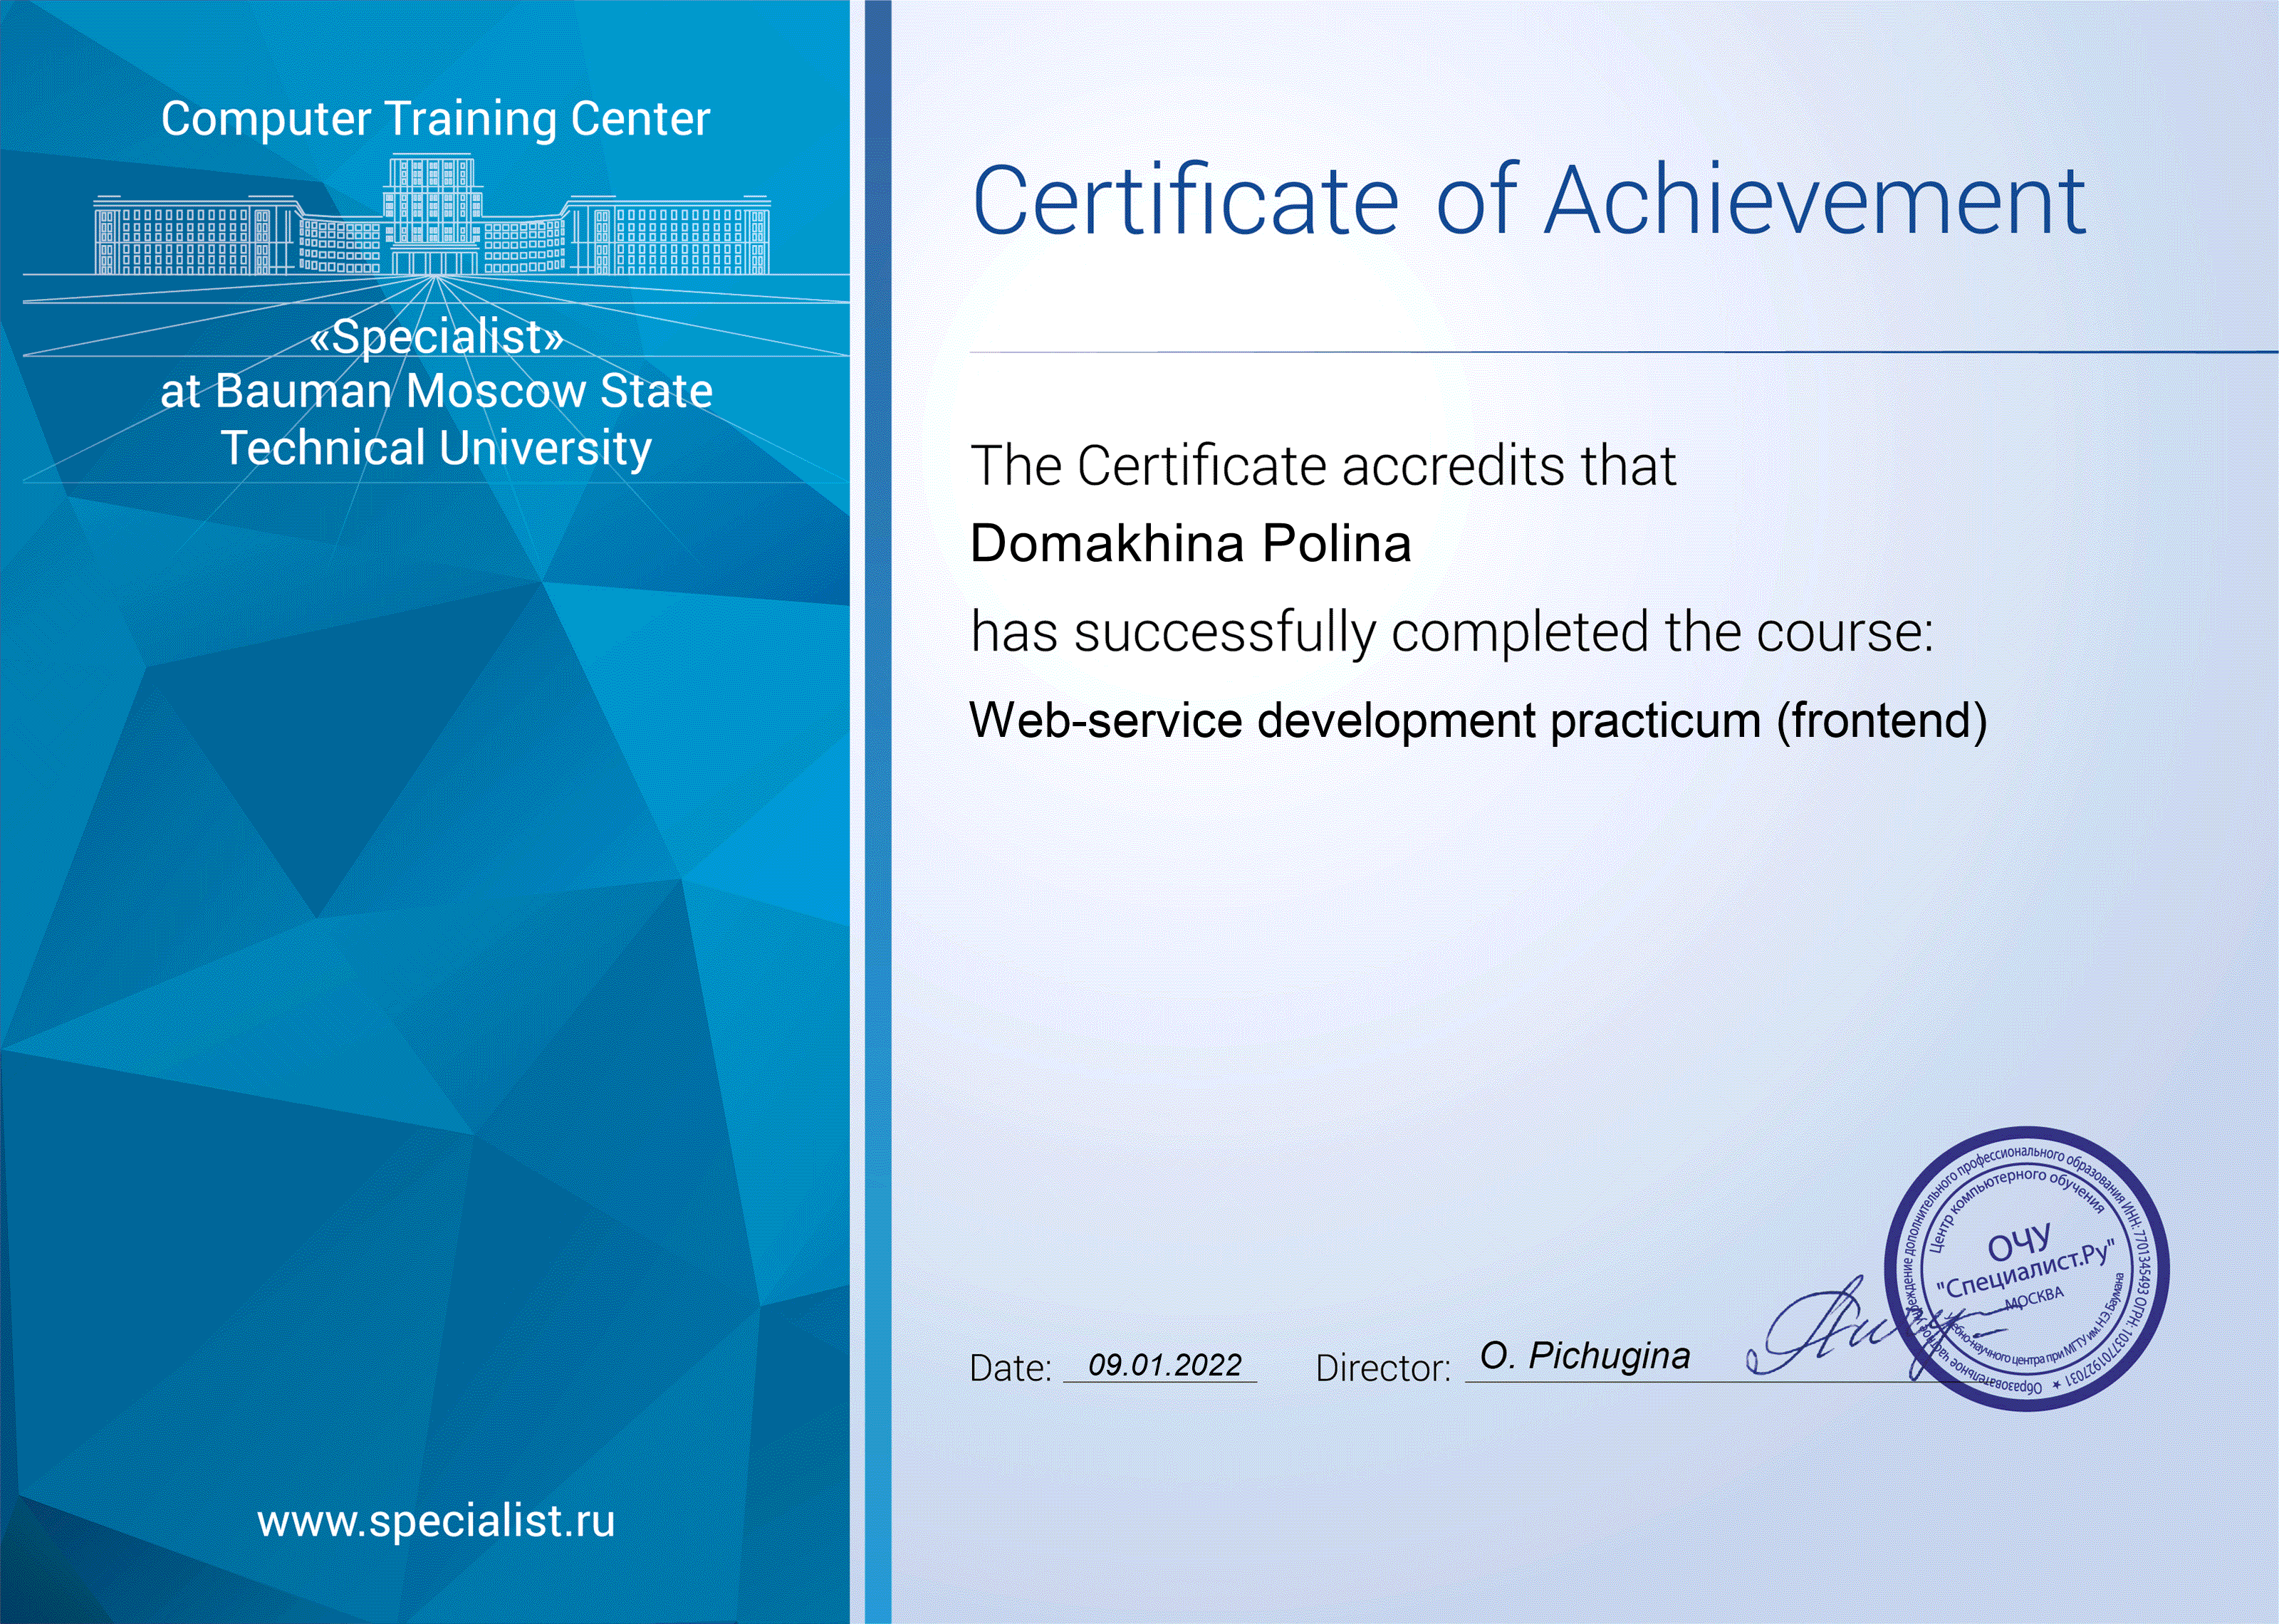 Computer Training Center
«Specialist»
at Bauman Moscow State
Technical University
www.specialist.ru
Certificate of Achievement
The Certificate accredits that
Domakhina Polina
has successfully completed the course:
Web-service development practicum (frontend)
Date: 09.01.2022 Director: O. Pichugina
Образовательное частное учреждение дополнительного профессионального образования ИНН: 7701345493 ОГРН: 1037701927031 ★
Центр компьютерного обучения
ОЧУ
"Специалист.Ру"
МОСКВА
Учебно-научного центра при МГТУ им. Н.Э. Баумана